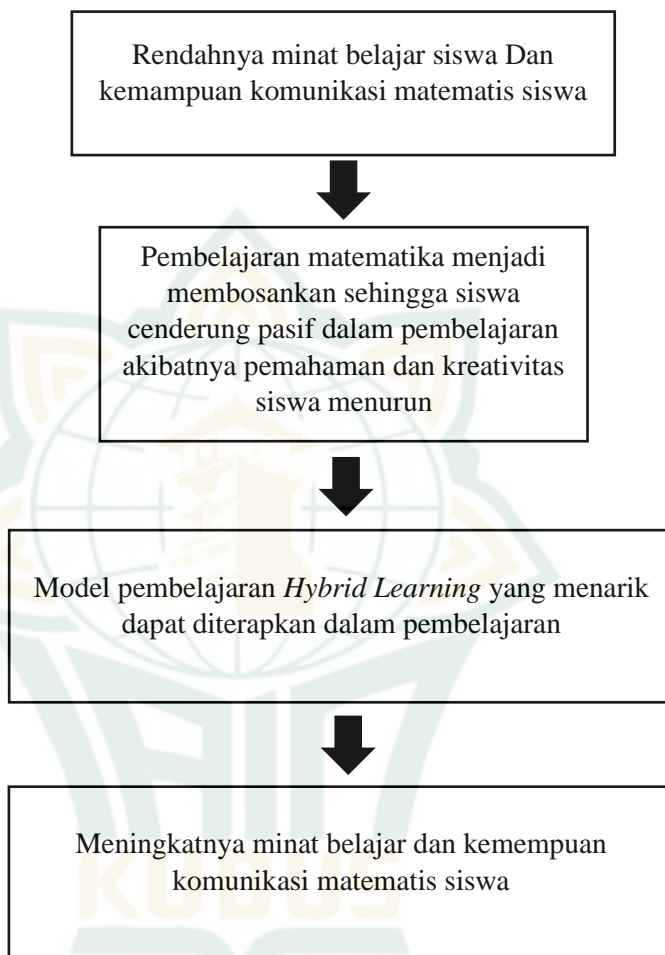 Rendahnya minat belajar siswa Dan
kemampuan komunikasi matematis siswa
Pembelajaran matematika menjadi
membosankan sehingga siswa
cenderung pasif dalam pembelajaran
akibatnya pemahaman dan kreativitas
siswa menurun
Model pembelajaran Hybrid Learning yang menarik
dapat diterapkan dalam pembelajaran
Meningkatnya minat belajar dan kemempuan
komunikasi matematis siswa
KUDUS